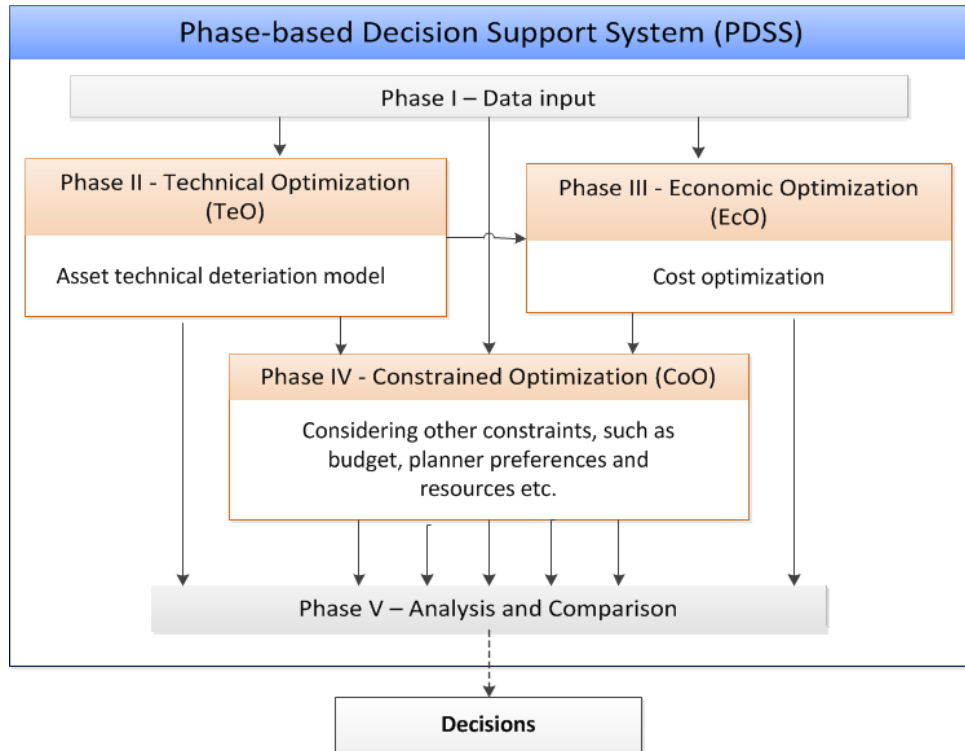 Phase-based Decision Support System (PDSS)
Phase I – Data input
Phase II - Technical Optimization
(TeO)
Asset technical deteriation model
Phase III - Economic Optimization
(EcO)
Cost optimization
Phase IV - Constrained Optimization (CoO)
Considering other constraints, such as
budget, planner preferences and
resources etc.
Phase V – Analysis and Comparison
Decisions